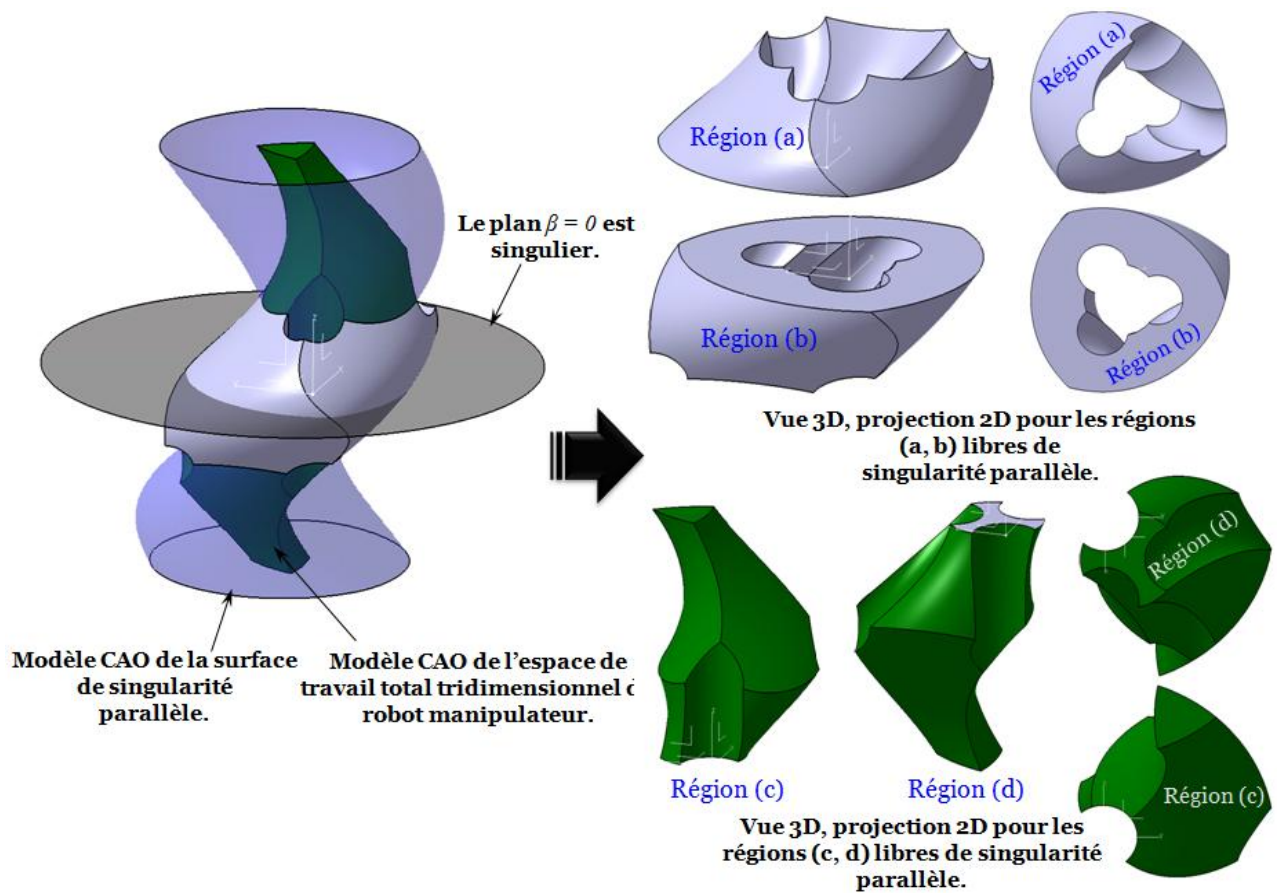 Le plan β = 0 est
singulier.
Modèle CAO de la surface
de singularité
parallèle.
Modèle CAO de l'espace de
travail total tridimensionnel d
robot manipulateur.
Région (a)
Région (a)
Région (b)
Région (b)
Vue 3D, projection 2D pour les régions
(a, b) libres de
singularité parallèle.
Région (c)
Région (d)
Région (d)
Région (c)
Vue 3D, projection 2D pour les
régions (c, d) libres de singularité
parallèle.